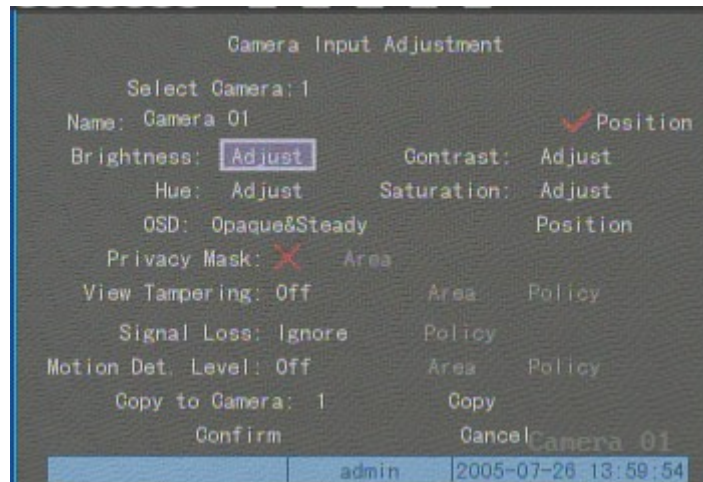 Camera Input Adjustment
Select Camera: 1
Name: Camera 01 Position
Brightness: Adjust Contrast: Adjust
Hue: Adjust Saturation: Adjust
OSD: Opaque&Steady Position
Privacy Mask: Area
View Tampering: Off Area Policy
Signal Loss: Ignore Policy
Motion Det. Level: Off Area Policy
Copy to Camera: 1 Copy
Confirm Cancel
Camera 01
admin 2005-07-26 13:59:54